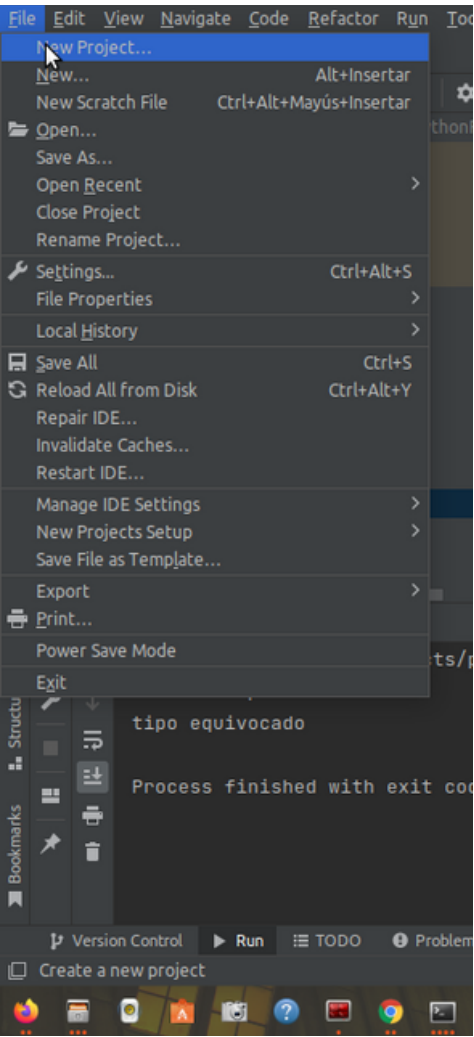 File Edit View Navigate Code Refactor Run Too
New Project...
New... Alt+Insertar
New Scratch File Ctrl+Alt+Mayús+Insertar
Open...
thonF
Save As...
Open Recent
Close Project
Rename Project...
Settings... Ctrl+Alt+S
File Properties
Local History
Save All Ctrl+S
Reload All from Disk Ctrl+Alt+Y
Repair IDE...
Invalidate Caches...
Restart IDE...
Manage IDE Settings
New Projects Setup
Save File as Template...
Export
Print...
Power Save Mode
ts/p
Exit
Structu
tipo equivocado
Process finished with exit cod
Bookmarks
Version Control Run TODO Problem
Create a new project